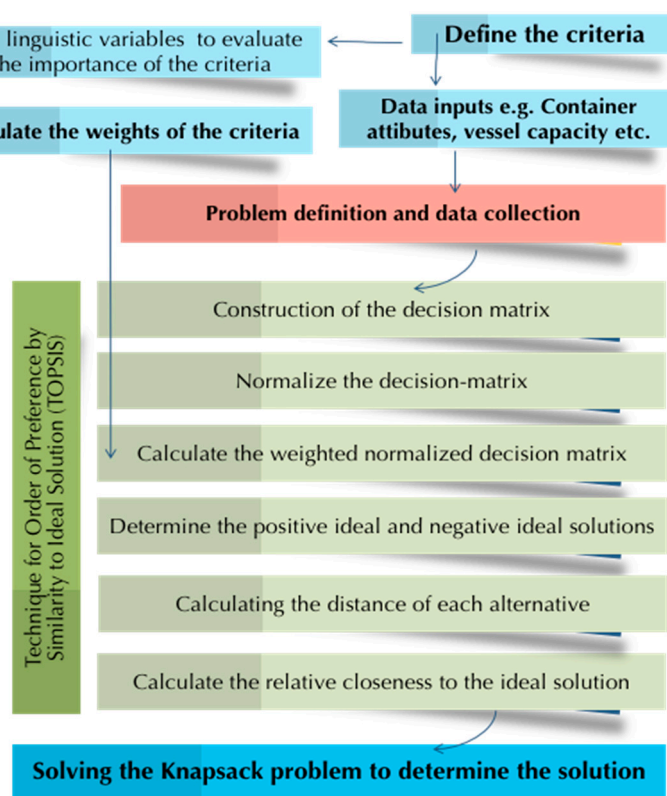 linguistic variables to evaluate
the importance of the criteria
Define the criteria
ulate the weights of the criteria
Data inputs e.g. Container
attibutes, vessel capacity etc.
Problem definition and data collection
Technique for Order of Preference by
Similarity to Ideal Solution (TOPSIS)
Construction of the decision matrix
Normalize the decision-matrix
Calculate the weighted normalized decision matrix
Determine the positive ideal and negative ideal solutions
Calculating the distance of each alternative
Calculate the relative closeness to the ideal solution
Solving the Knapsack problem to determine the solution